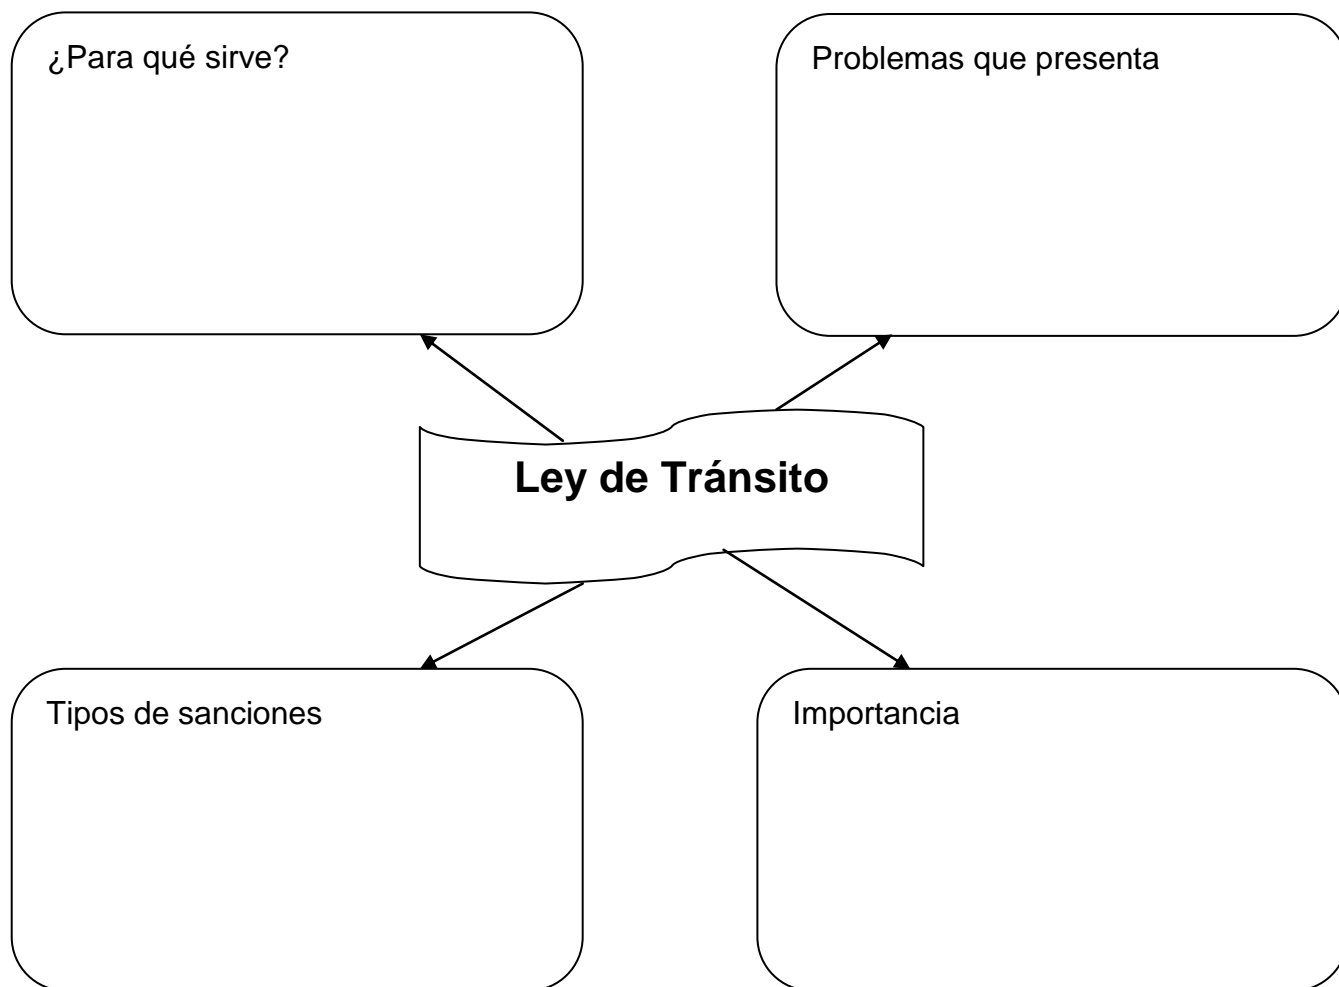 ¿Para qué sirve?
Problemas que presenta
Ley de Tránsito
Tipos de sanciones
Importancia